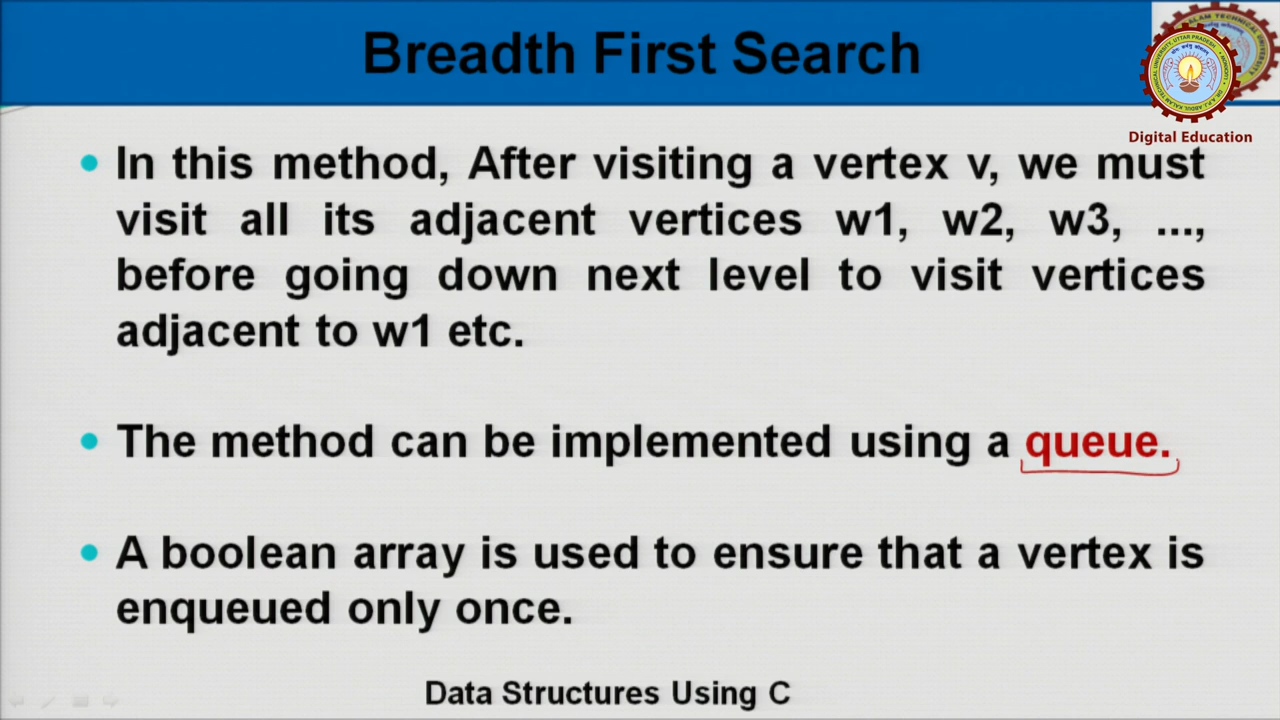 Breadth First Search
Digital Education
• In this method, After visiting a vertex v, we must
visit all its adjacent vertices w1, w2, w3, ...,
before going down next level to visit vertices
adjacent to w1 etc.
• The method can be implemented using a queue.
• A boolean array is used to ensure that a vertex is
enqueued only once.
Data Structures Using C